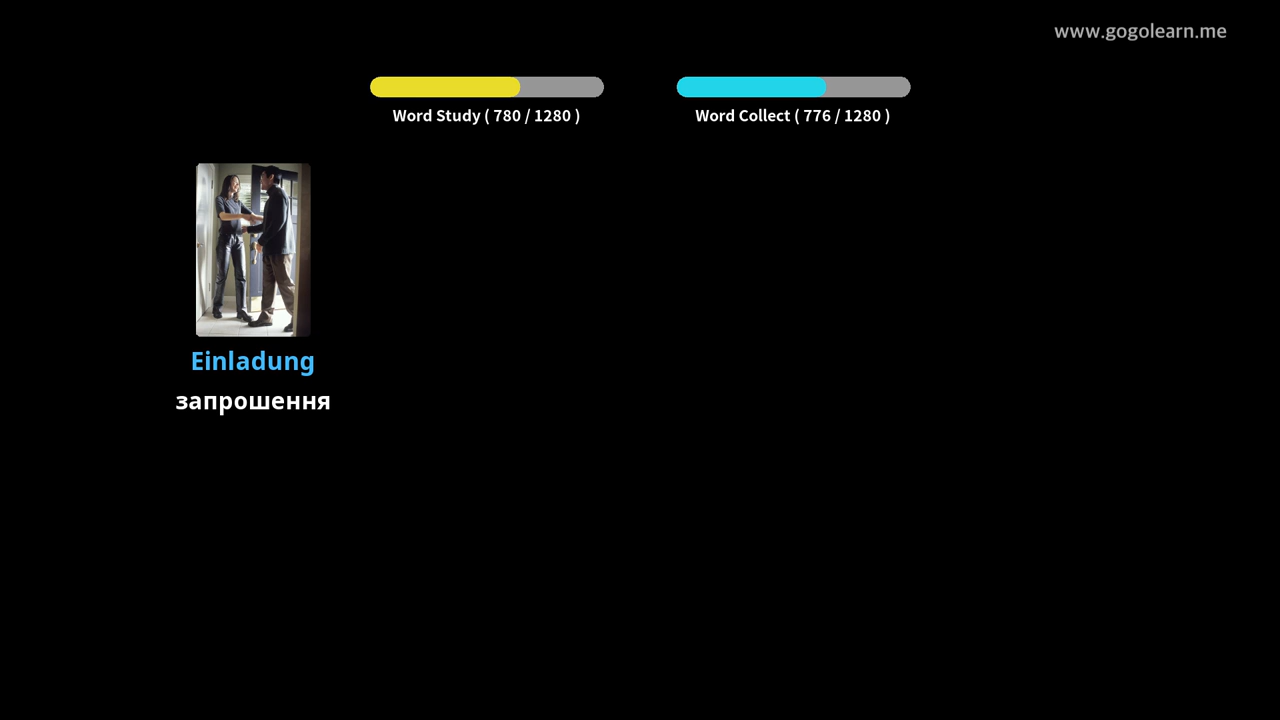 www.gogolearn.me
Word Study ( 780 / 1280 )
Word Collect ( 776 / 1280 )
Einladung
запрошення